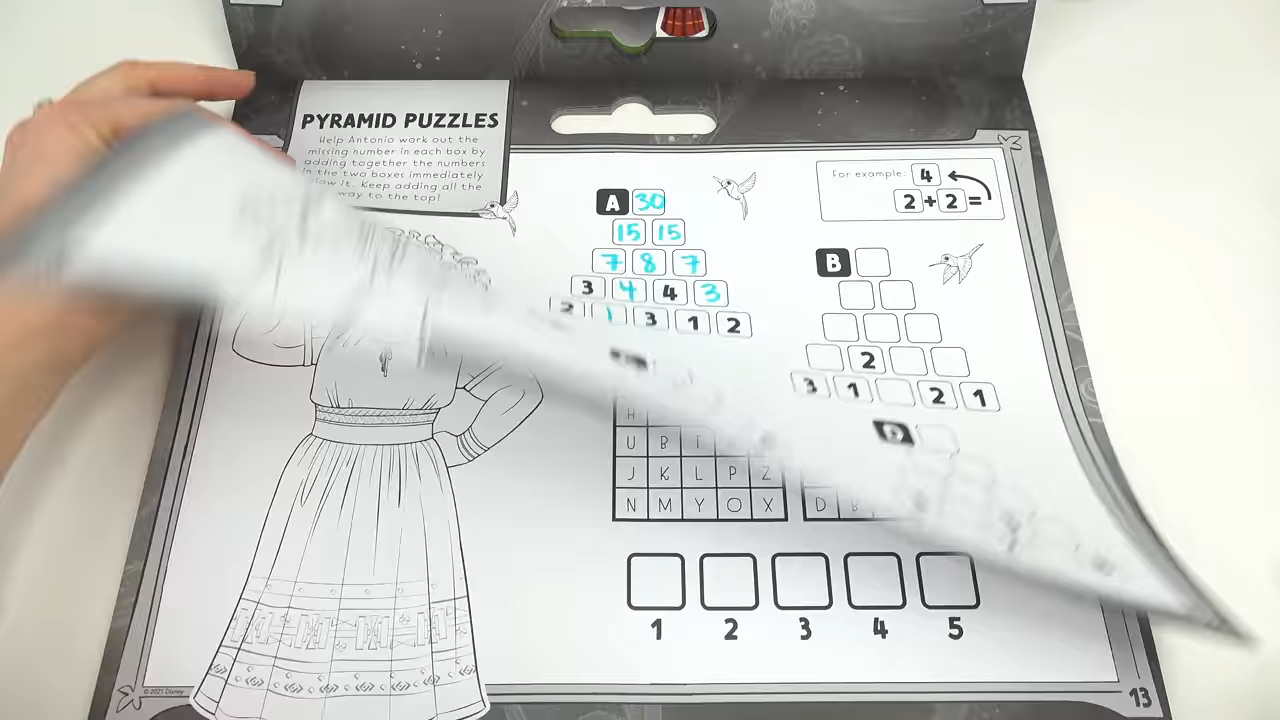 PYRAMID PUZZLES
Help Antonio work out the
missing number in each box by
adding together the numbers
in the two boxes immediately
it. Keep adding all the
way to the top!
For example: 4
2+2=
A 30
15 15
7 8 7
3 4 4 3
2 1 3 1 2
B
2
3 1 2 1
H
U B I
J K L P Z
N M Y O X
D B
1 2 3 4 5
© 2021 Disney
13